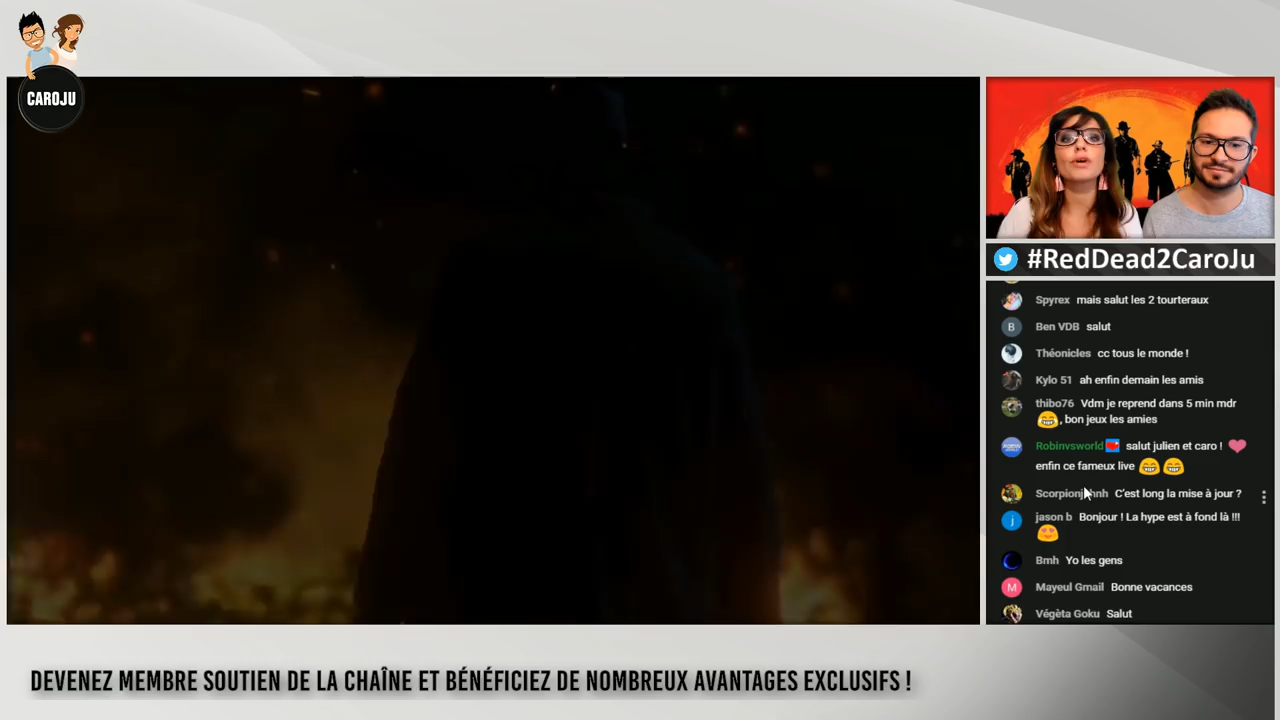 CAROJU
#RedDead2CaroJu
Spyrex mais salut les 2 tourteraux
B Ben VDB salut
Théonicles cc tous le monde !
Kylo 51 ah enfin demain les amis
thibo76 Vdm je reprend dans 5 min mdr
😂, bon jeux les amies
Robinvsworld salut julien et caro ! ❤
enfin ce fameux live 😂 😂
C'est long la mise à jour ?
j jason b Bonjour ! La hype est à fond là !!!
😍
Bmh Yo les gens
M Mayeul Gmail Bonne vacances
Végèta Goku Salut
DEVENEZ MEMBRE SOUTIEN DE LA CHAÎNE ET BÉNÉFICIEZ DE NOMBREUX AVANTAGES EXCLUSIFS !